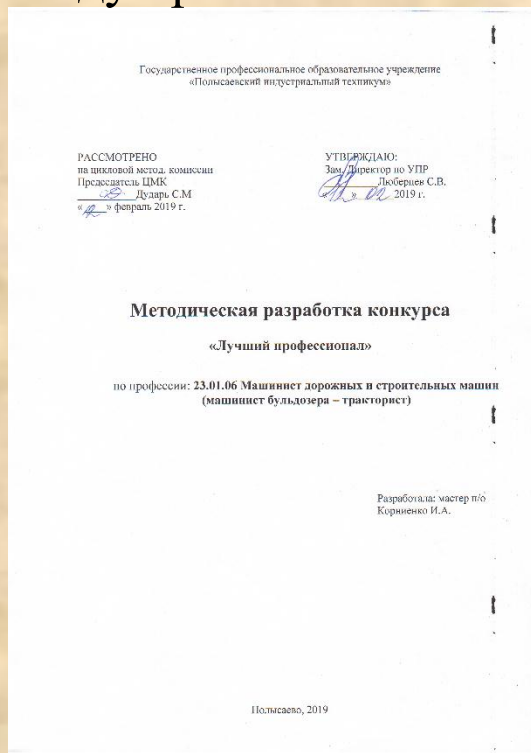 Государственное профессиональное образовательное учреждение
«Полысаевский индустриальный техникум»
РАССМОТРЕНО
на цикловой метод. комиссии
Председатель ЦМК
Дударь С.М
« » февраль 2019 г.
УТВЕРЖДАЮ:
Зам. Директор по УПР
Люберцев С.В.
« » 02 2019 г.
Методическая разработка конкурса
«Лучший профессионал»
по профессии: 23.01.06 Машинист дорожных и строительных машин
(машинист бульдозера – тракторист)
Разработала: мастер п/о
Корниенко И.А.
Полысаево, 2019